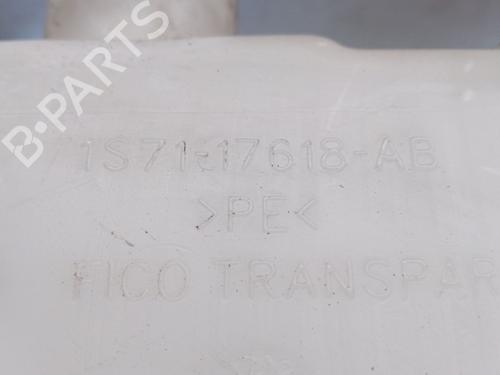 B-PARTS
1S71-17618-AB
>PE<
FICO TRANSPAR